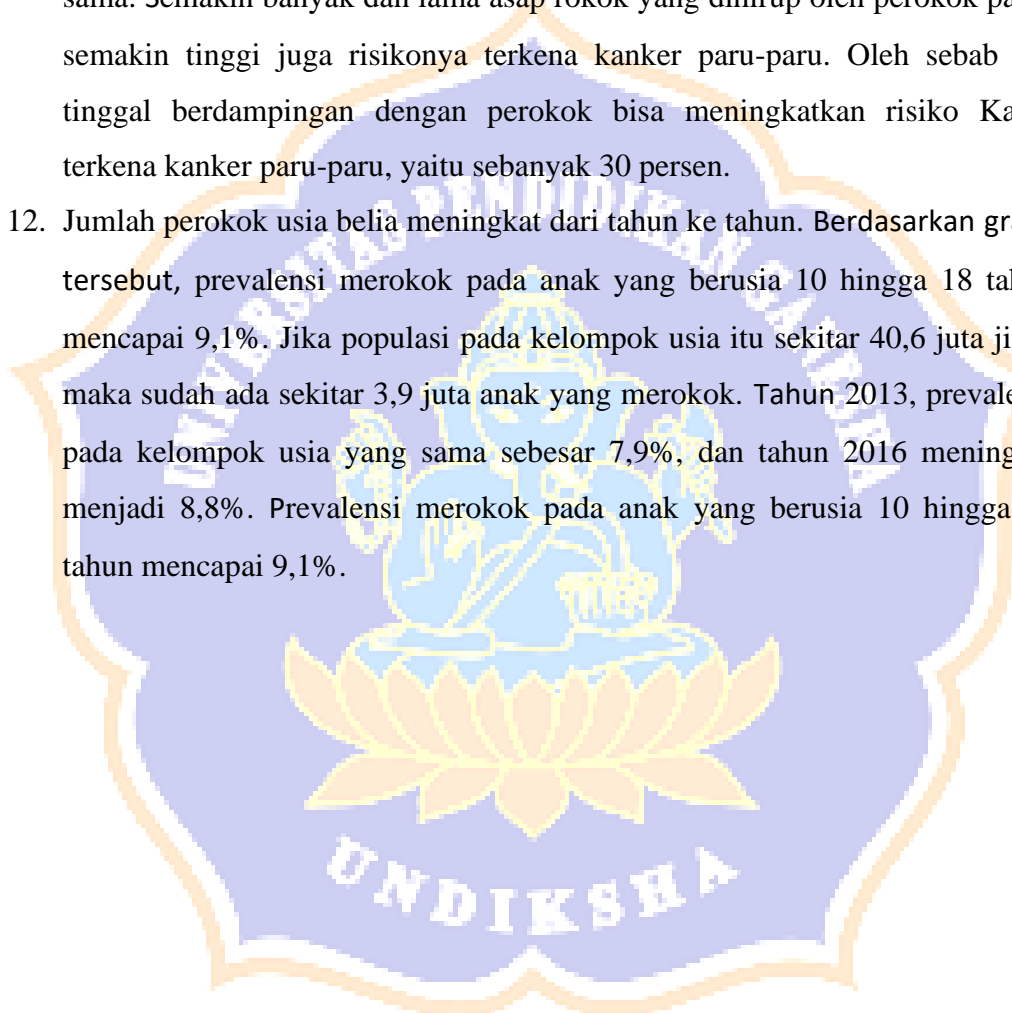 sama. Semakin banyak dan lama asap rokok yang dihirup oleh perokok pa
semakin tinggi juga risikonya terkena kanker paru-paru. Oleh sebab
tinggal berdampingan dengan perokok bisa meningkatkan risiko Ka
terkena kanker paru-paru, yaitu sebanyak 30 persen.
12. Jumlah perokok usia belia meningkat dari tahun ke tahun. Berdasarkan gra
tersebut, prevalensi merokok pada anak yang berusia 10 hingga 18 tal
mencapai 9,1%. Jika populasi pada kelompok usia itu sekitar 40,6 juta ji
maka sudah ada sekitar 3,9 juta anak yang merokok. Tahun 2013, prevale
pada kelompok usia yang sama sebesar 7,9%, dan tahun 2016 mening
menjadi 8,8%. Prevalensi merokok pada anak yang berusia 10 hingga
tahun mencapai 9,1%.
UNIVERSITAS PENDIDIKAN GANESHA
UNDIKSHA